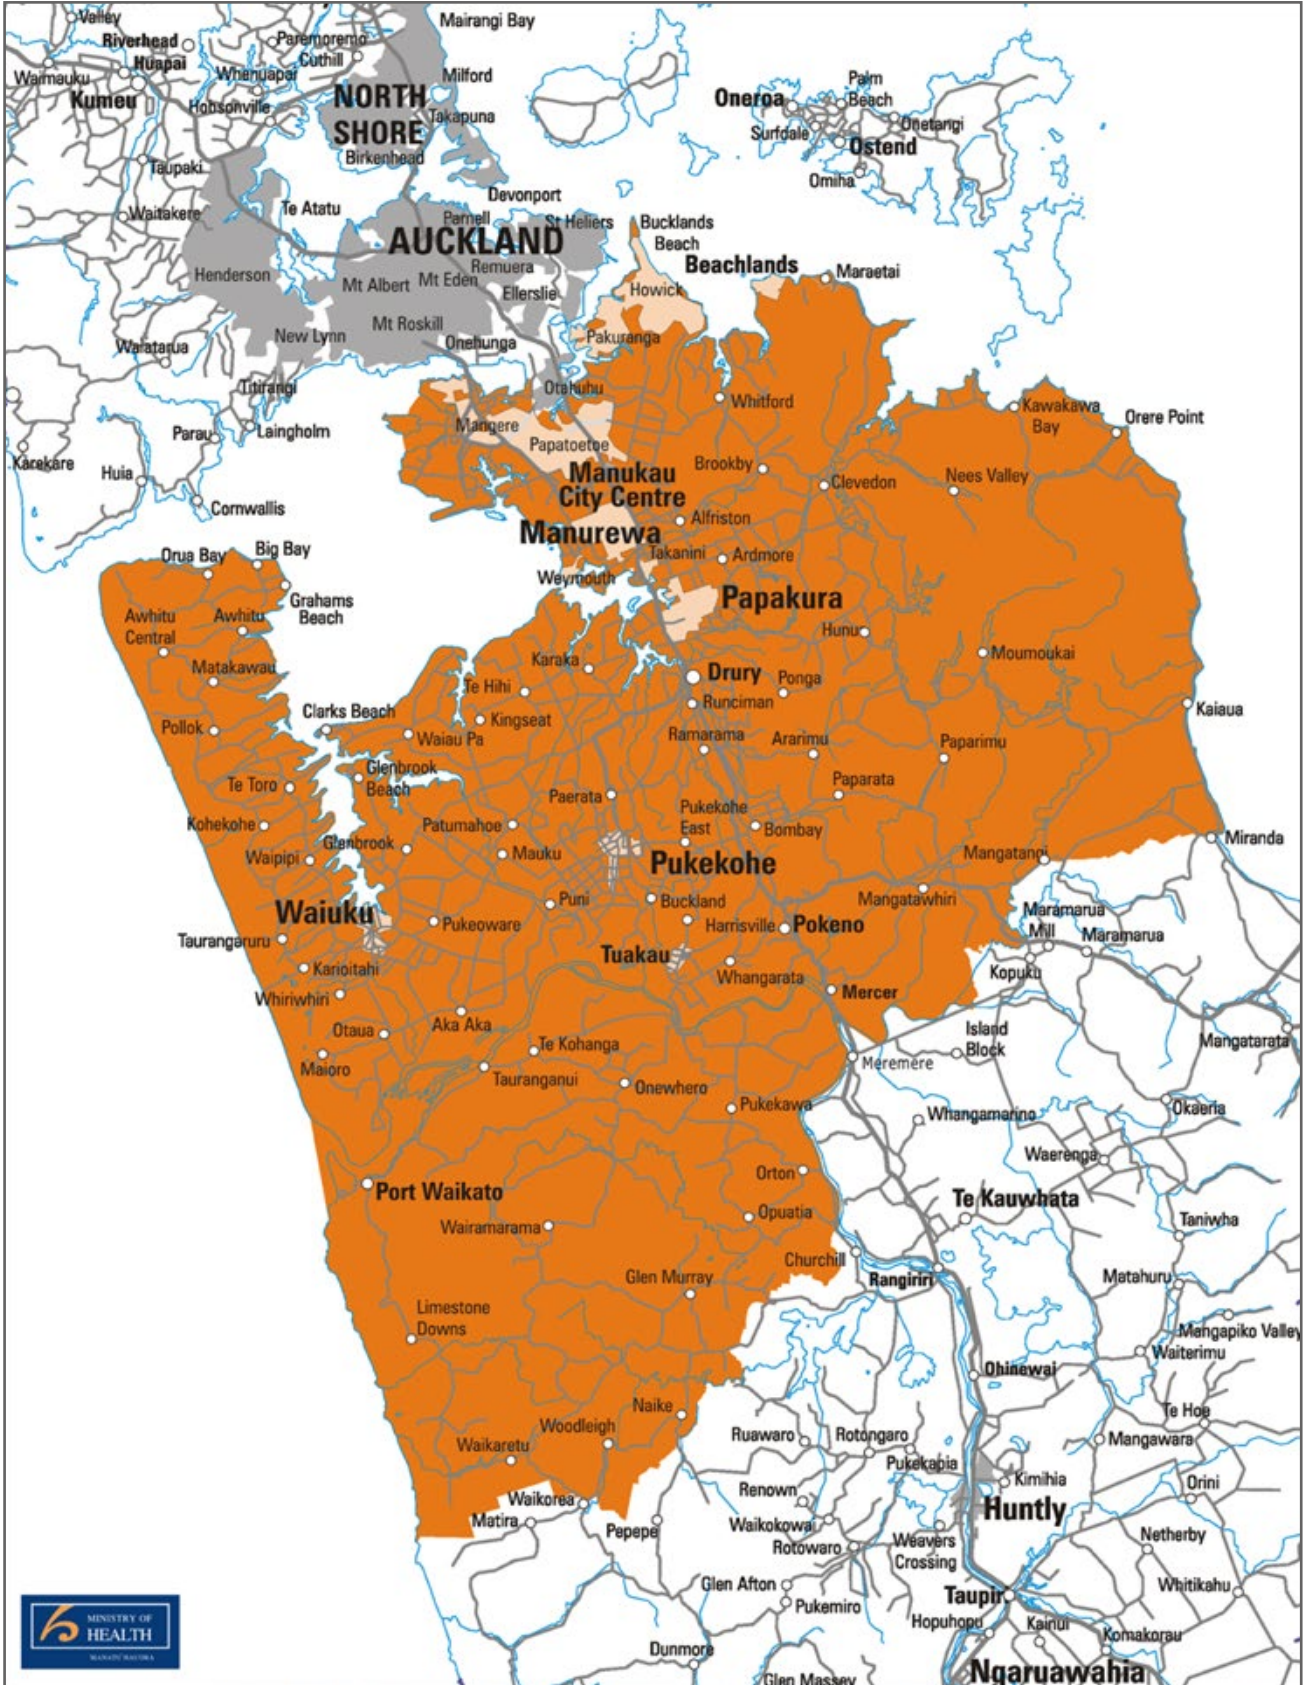 Valley
Mairangi Bay
Riverhead
Paremoremo
Huapai
Cuthill
Waimauku
Whenuapai
Milford
Kumeu
Hobsonville
NORTH
SHORE
Takapuna
Birkenhead
Palm
Beach
Oneroa
Surfdale
Onetangi
Ostend
Omiha
Taupaki
Devonport
Waitakere
Te Atatu
Parnell
St Heliers
Bucklands
Beach
AUCKLAND
Remuera
Beachlands
Maraetai
Henderson
Mt Albert
Mt Eden
Ellerslie
Howick
New Lynn
Mt Roskill
Onehunga
Pakuranga
Waiatarua
Titirangi
Otahuhu
Whitford
Kawakawa
Bay
Orere Point
Parau
Laingholm
Mangere
Papatoetoe
Karekare
Huia
Manukau
City Centre
Brookby
Clevedon
Nees Valley
Cornwallis
Manurewa
Alfriston
Takanini
Ardmore
Orua Bay
Big Bay
Weymouth
Grahams
Beach
Papakura
Awhitu
Central
Awhitu
Hunua
Matakawau
Karaka
Moumoukai
Te Hihi
Drury
Ponga
Runciman
Kaiaua
Clarks Beach
Kingseat
Pollok
Waiau Pa
Ramarama
Ararimu
Paparimu
Te Toro
Glenbrook
Beach
Paerata
Paparata
Pukekohe
East
Kohekohe
Patumahoe
Bombay
Miranda
Glenbrook
Waipipi
Mauku
Pukekohe
Mangatangi
Puni
Buckland
Mangatawhiri
Waiuku
Pukeoware
Harrisville
Pokeno
Maramarua
Mill
Maramarua
Taurangaruru
Tuakau
Karioitahi
Whangarata
Kopuku
Whiriwhiri
Mercer
Otaua
Aka Aka
Island
Block
Mangatarata
Te Kohanga
Maioro
Meremere
Tauranganui
Onewhero
Pukekawa
Whangamarino
Okaeria
Waerenga
Orton
Port Waikato
Te Kauwhata
Wairamarama
Opuatia
Taniwha
Churchill
Glen Murray
Rangiriri
Matahuru
Limestone
Downs
Mangapiko Valley
Waiterimu
Ohinewai
Naike
Te Hoe
Woodleigh
Ruawaro
Rotongaro
Mangawara
Waikaretu
Pukekapia
Kimihia
Renown
Orini
Waikorea
Huntly
Matira
Pepepe
Waikokowai
Rotowaro
Weavers
Crossing
Netherby
Glen Afton
Taupiri
Whitikahu
Pukemiro
Hopuhopu
Kainui
Komakorau
Dunmore
Glen Massey
Ngaruawahia
MINISTRY OF
HEALTH
MANATŪ HAUORA